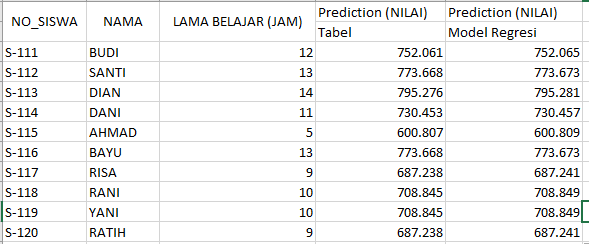 NO_SISWA NAMA LAMA BELAJAR (JAM) Prediction (NILAI) Prediction (NILAI)
Tabel Model Regresi
S-111 BUDI 12 752.061 752.065
S-112 SANTI 13 773.668 773.673
S-113 DIAN 14 795.276 795.281
S-114 DANI 11 730.453 730.457
S-115 AHMAD 5 600.807 600.809
S-116 BAYU 13 773.668 773.673
S-117 RISA 9 687.238 687.241
S-118 RANI 10 708.845 708.849
S-119 YANI 10 708.845 708.849
S-120 RATIH 9 687.238 687.241